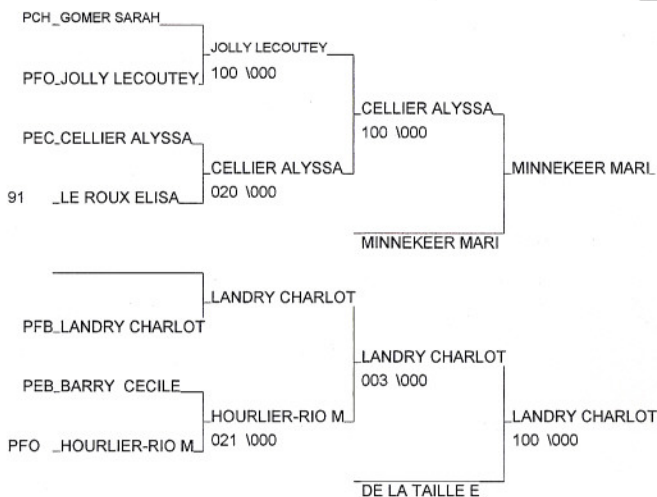 PCH_GOMER SARAH
JOLLY LECOUTEY
PFO_JOLLY LECOUTEY
100 \000
CELLIER ALYSSA
100 \000
PEC_CELLIER ALYSSA
CELLIER ALYSSA
020 \000
MINNEKEER MARI
91 _LE ROUX ELISA
MINNEKEER MARI
LANDRY CHARLOT
PFB_LANDRY CHARLOT
LANDRY CHARLOT
003 \000
PEB_BARRY CECILE
HOURLIER-RIO M
021 \000
LANDRY CHARLOT
100 \000
PFO _HOURLIER-RIO M
DE LA TAILLE E